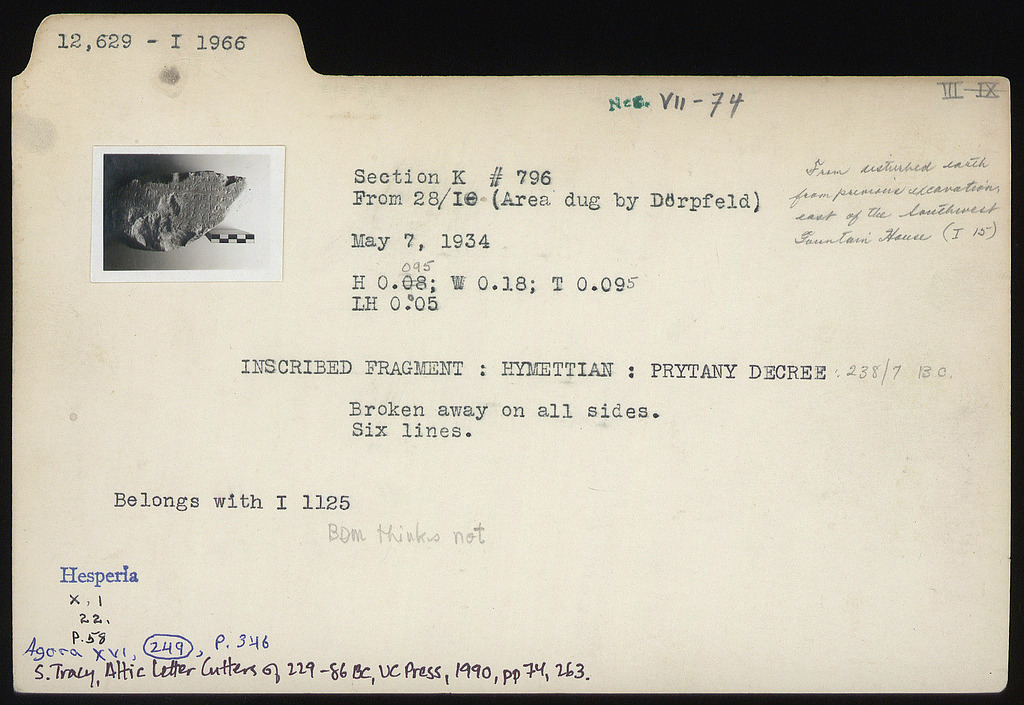 12,629 - I 1966
Neg. VII - 74
III - IX
Section K # 796
From 28/Ie (Area dug by Dörpfeld)
From disturbed earth
from previous excavations,
east of the Southwest
Fountain House (I 15)
May 7, 1934
095
H 0.08; W 0.18; T 0.095
LH 0.05
INSCRIBED FRAGMENT : HYMETTIAN : PRYTANY DECREE : 238/7 B.C.
Broken away on all sides.
Six lines.
Belongs with I 1125
BDM thinks not
Hesperia
X, 1
22.
P.58
Agora XVI, 249, P. 346
S. Tracy, Attic Letter Cutters of 229-86 BC, UC Press, 1990, pp 74, 263.